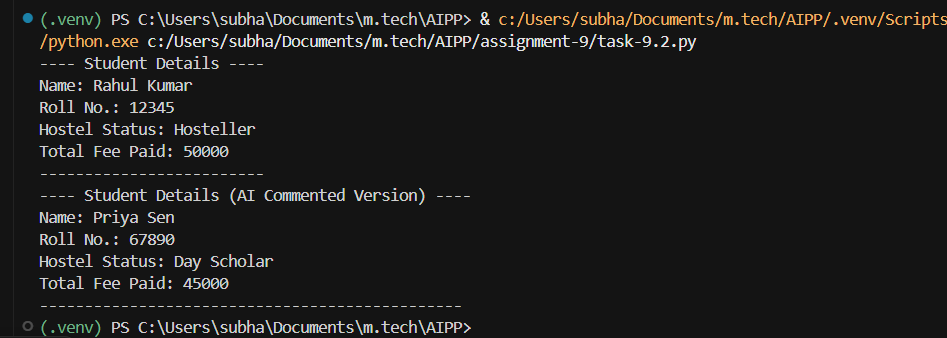 (.venv) PS C:\Users\subha\Documents\m.tech\AIPP> & c:/Users/subha/Documents/m.tech/AIPP/.venv/Scripts
/python.exe c:/Users/subha/Documents/m.tech/AIPP/assignment-9/task-9.2.py
---- Student Details ----
Name: Rahul Kumar
Roll No.: 12345
Hostel Status: Hosteller
Total Fee Paid: 50000
-------------------------
---- Student Details (AI Commented Version) ----
Name: Priya Sen
Roll No.: 67890
Hostel Status: Day Scholar
Total Fee Paid: 45000
-----------------------------------------------
(.venv) PS C:\Users\subha\Documents\m.tech\AIPP>